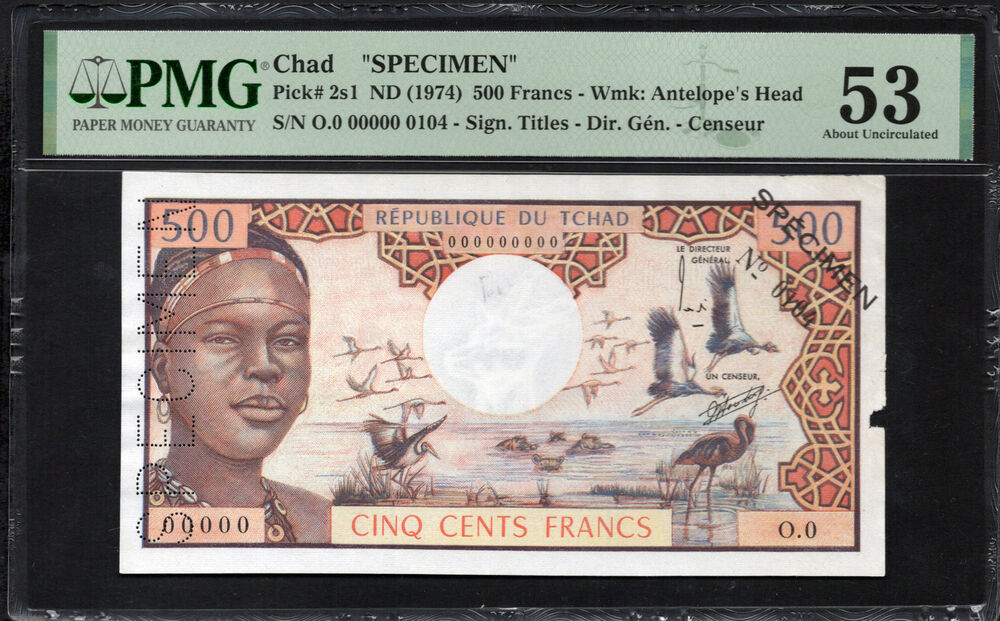 PMG®
PAPER MONEY GUARANTY
Chad "SPECIMEN"
Pick# 2s1 ND (1974) 500 Francs - Wmk: Antelope's Head
S/N O.0 00000 0104 - Sign. Titles - Dir. Gén. - Censeur
53
About Uncirculated
500
RÉPUBLIQUE DU TCHAD
500
000000000
LE DIRECTEUR
GÉNÉRAL,
SPECIMEN
Nº 0104
UN CENSEUR,
SPECIMEN
00000
CINQ CENTS FRANCS
O.0